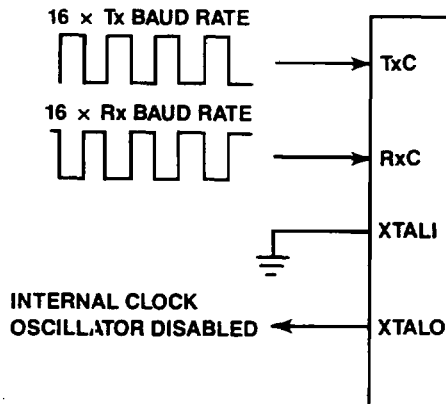 16 × Tx BAUD RATE
TxC
16 × Rx BAUD RATE
RxC
XTALI
INTERNAL CLOCK
OSCILLATOR DISABLED
XTALO